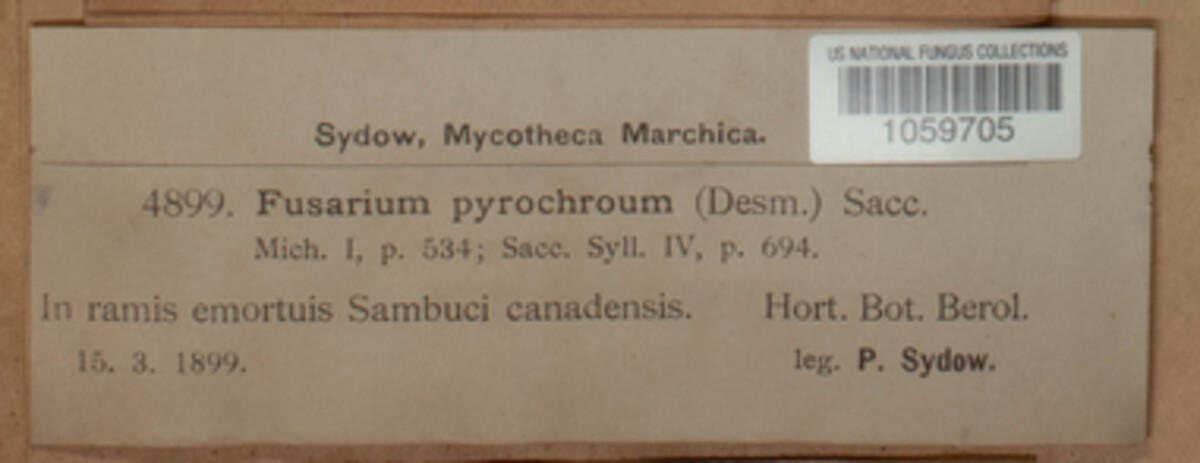 US NATIONAL FUNGUS COLLECTIONS
1059705
Sydow, Mycotheca Marchica.
4899. Fusarium pyrochroum (Desm.) Sacc.
Mich. I, p. 534; Sacc. Syll. IV, p. 694.
In ramis emortuis Sambuci canadensis. Hort. Bot. Berol.
15. 3. 1899. leg. P. Sydow.